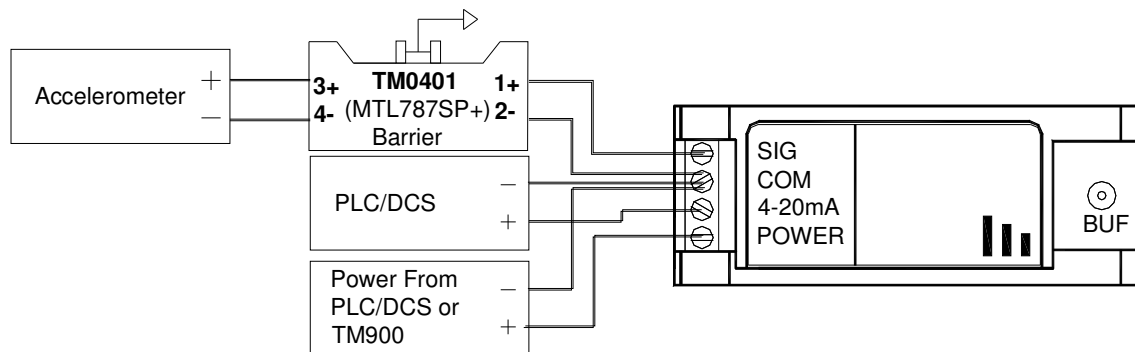 Accelerometer
+
−
3+
4-
TM0401
(MTL787SP+)
Barrier
1+
2-
PLC/DCS
−
+
Power From
PLC/DCS or
TM900
−
+
SIG
COM
4-20mA
POWER
BUF